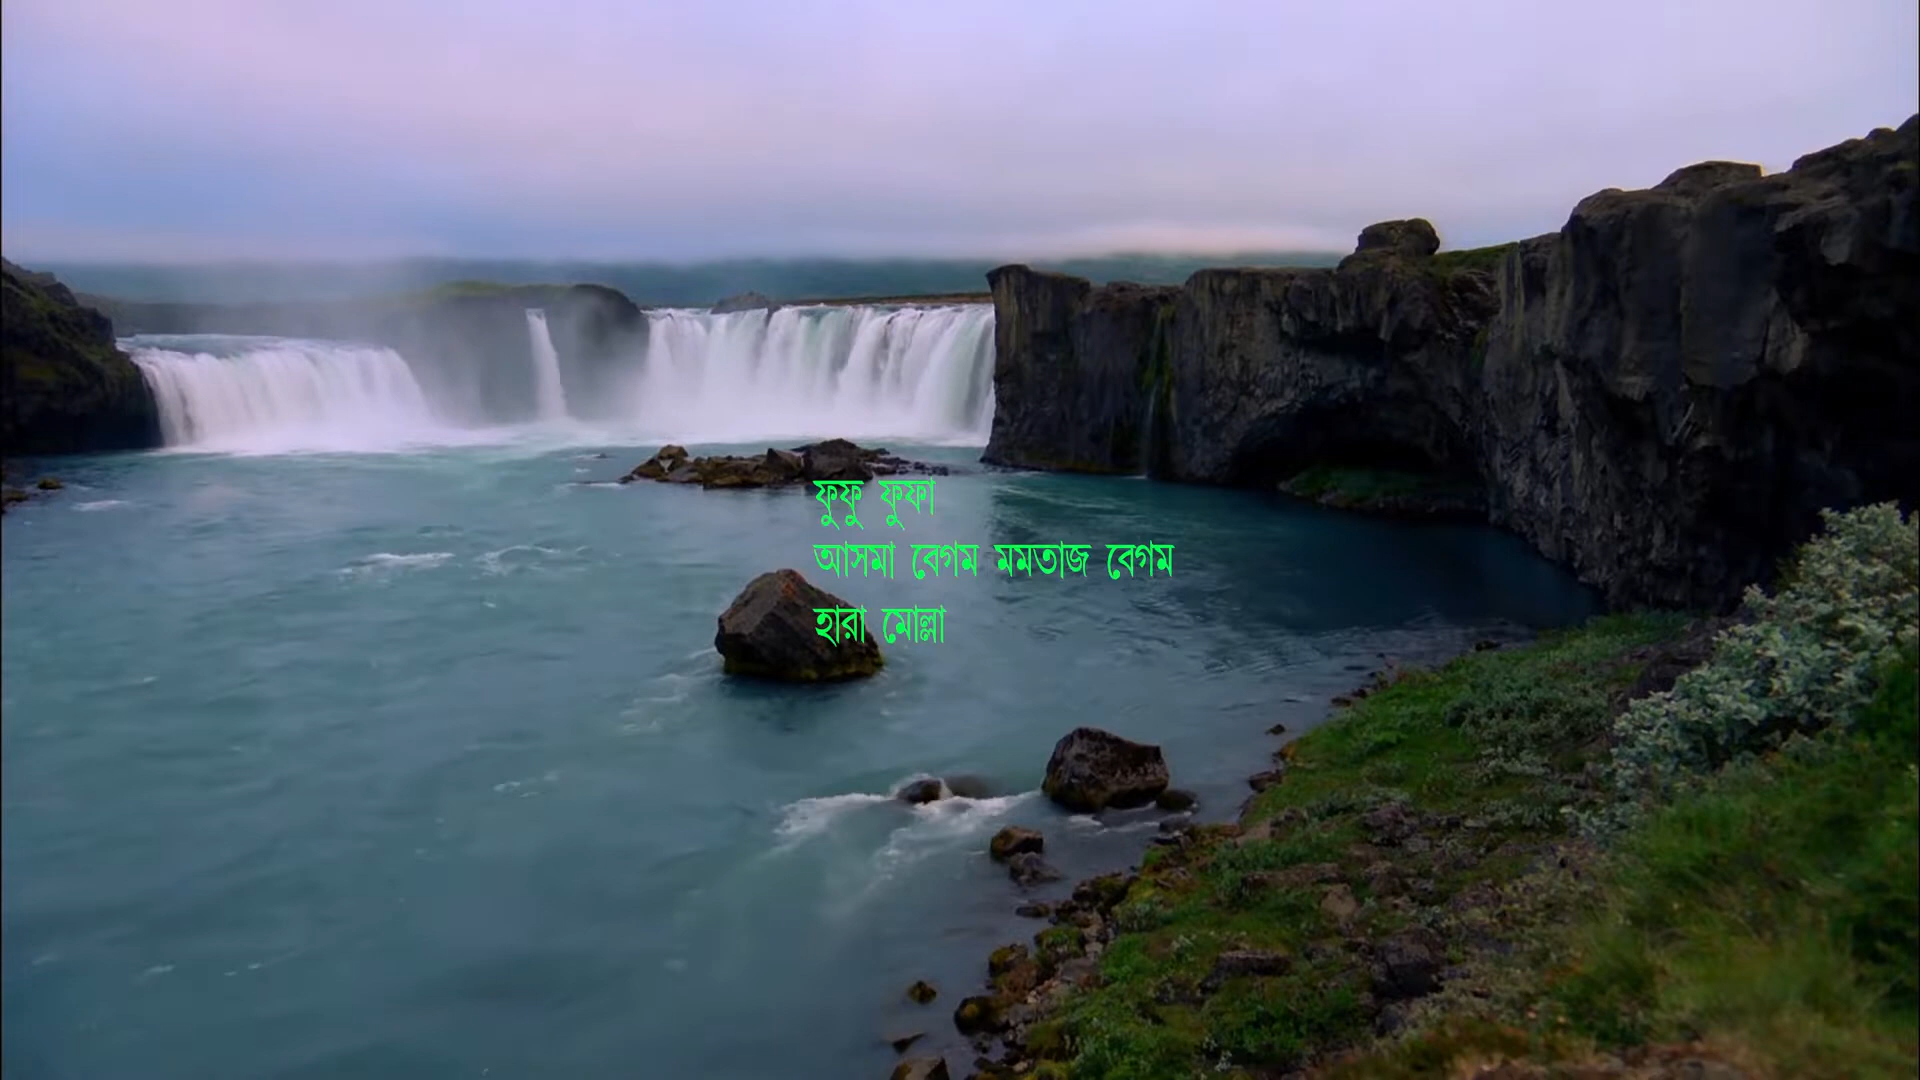 ফুফু ফুফা
আসমা বেগম মমতাজ বেগম
হারা মোল্লা